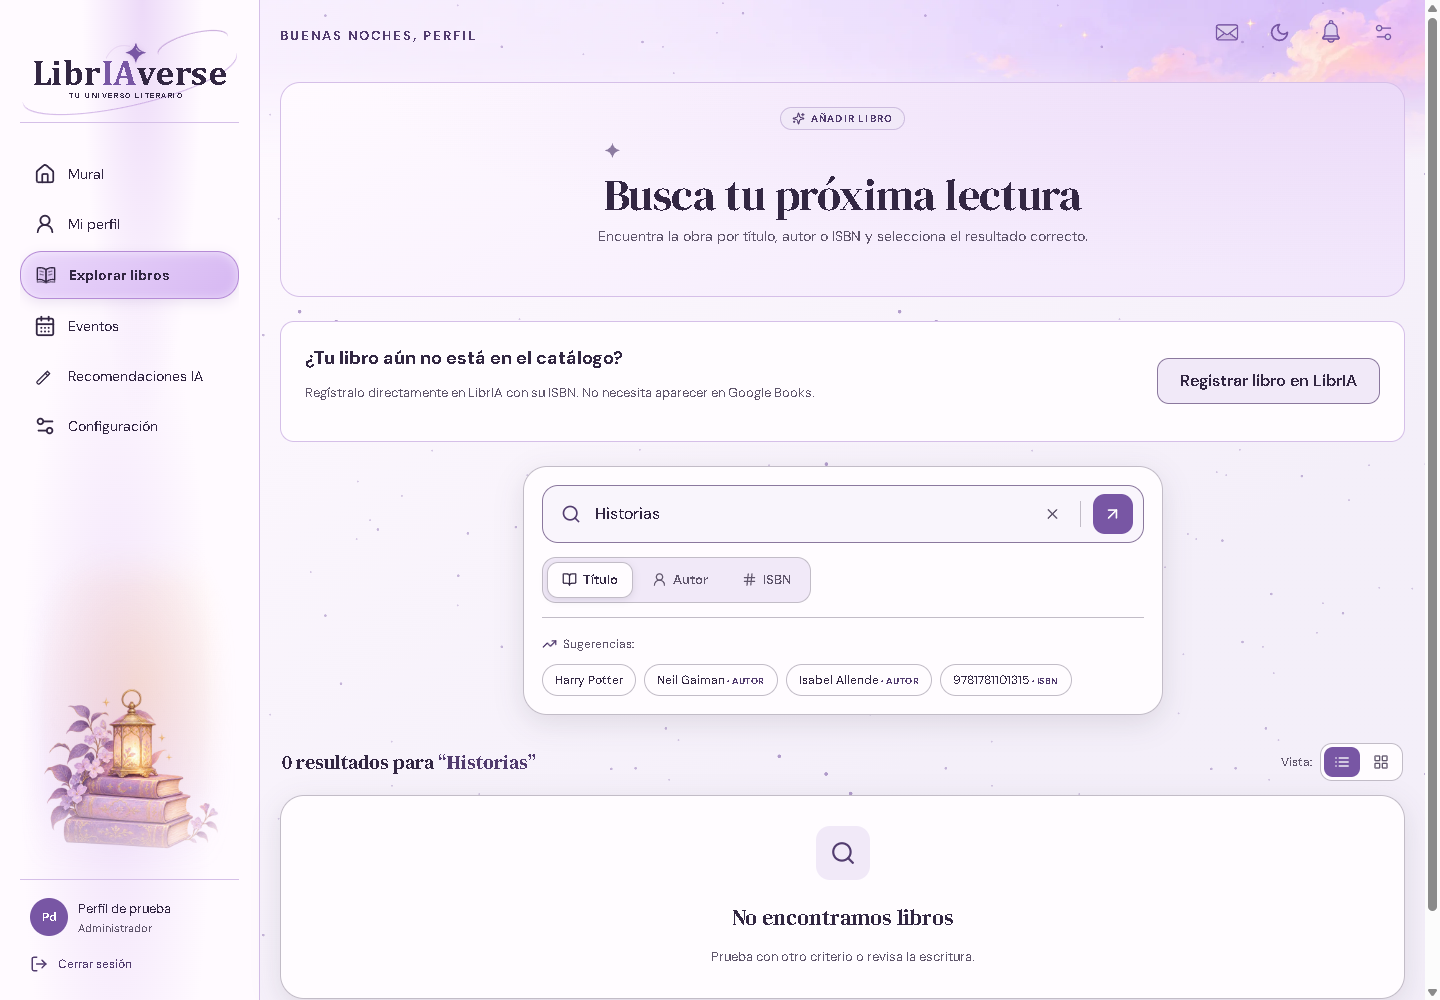 LibrIAverse
TU UNIVERSO LITERARIO
Mural
Mi perfil
Explorar libros
Eventos
Recomendaciones IA
Configuración
Pd
Perfil de prueba
Administrador
Cerrar sesión
BUENAS NOCHES, PERFIL
AÑADIR LIBRO
Busca tu próxima lectura
Encuentra la obra por título, autor o ISBN y selecciona el resultado correcto.
¿Tu libro aún no está en el catálogo?
Regístralo directamente en LibrIA con su ISBN. No necesita aparecer en Google Books.
Registrar libro en LibrIA
Historias
Título Autor ISBN
Sugerencias:
Harry Potter Neil Gaiman · AUTOR Isabel Allende · AUTOR 9781781101315 · ISBN
0 resultados para “Historias”
Vista:
No encontramos libros
Prueba con otro criterio o revisa la escritura.